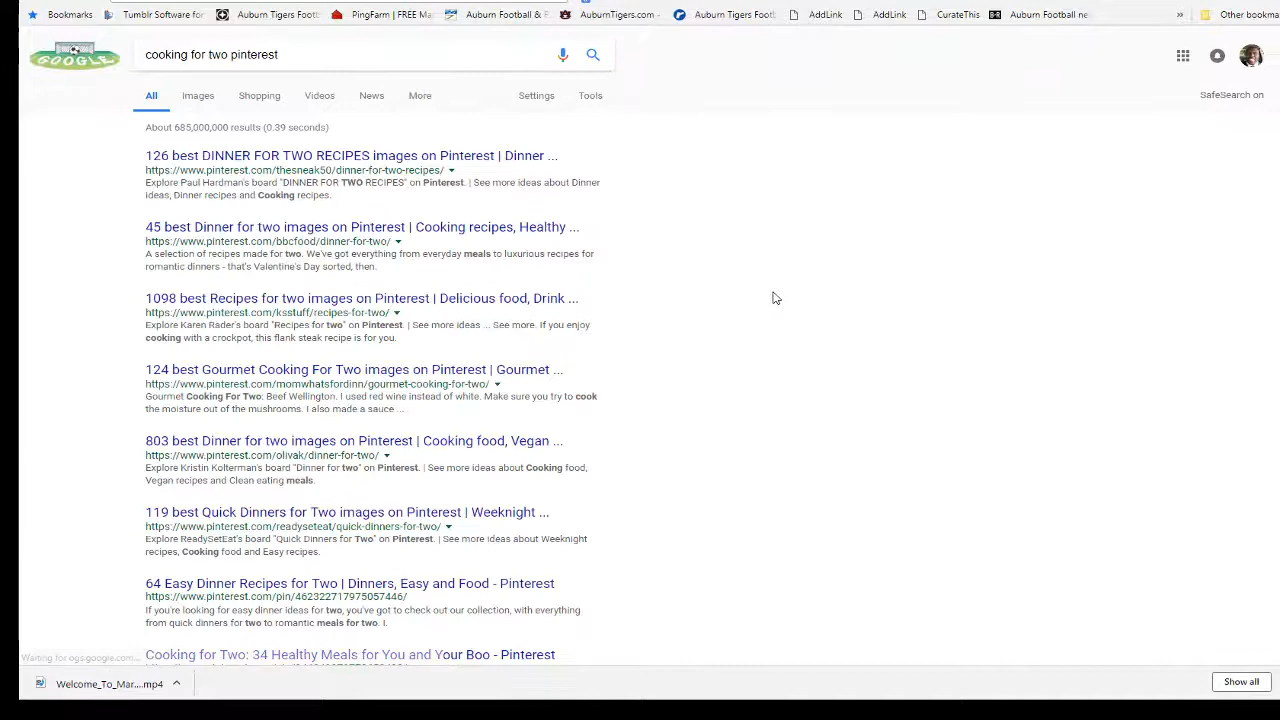 Bookmarks Tumblr Software for Auburn Tigers Footl PingFarm | FREE Ma Auburn Football & F AuburnTigers.com - Auburn Tigers Footl AddLink AddLink CurateThis Auburn Football ne » Other bookma
GOOGLE cooking for two pinterest
All Images Shopping Videos News More Settings Tools SafeSearch on
About 685,000,000 results (0.39 seconds)
126 best DINNER FOR TWO RECIPES images on Pinterest | Dinner ...
https://www.pinterest.com/thesneak50/dinner-for-two-recipes/
Explore Paul Hardman's board "DINNER FOR TWO RECIPES" on Pinterest. | See more ideas about Dinner
ideas, Dinner recipes and Cooking recipes.
45 best Dinner for two images on Pinterest | Cooking recipes, Healthy ...
https://www.pinterest.com/bbcfood/dinner-for-two/
A selection of recipes made for two. We've got everything from everyday meals to luxurious recipes for
romantic dinners - that's Valentine's Day sorted, then.
1098 best Recipes for two images on Pinterest | Delicious food, Drink ...
https://www.pinterest.com/ksstuff/recipes-for-two/
Explore Karen Rader's board "Recipes for two" on Pinterest. | See more ideas ... See more. If you enjoy
cooking with a crockpot, this flank steak recipe is for you.
124 best Gourmet Cooking For Two images on Pinterest | Gourmet ...
https://www.pinterest.com/momwhatsfordinn/gourmet-cooking-for-two/
Gourmet Cooking For Two: Beef Wellington. I used red wine instead of white. Make sure you try to cook
the moisture out of the mushrooms. I also made a sauce ...
803 best Dinner for two images on Pinterest | Cooking food, Vegan ...
https://www.pinterest.com/olivak/dinner-for-two/
Explore Kristin Kolterman's board "Dinner for two" on Pinterest. | See more ideas about Cooking food,
Vegan recipes and Clean eating meals.
119 best Quick Dinners for Two images on Pinterest | Weeknight ...
https://www.pinterest.com/readyseteat/quick-dinners-for-two/
Explore ReadySetEat's board "Quick Dinners for Two" on Pinterest. | See more ideas about Weeknight
recipes, Cooking food and Easy recipes.
64 Easy Dinner Recipes for Two | Dinners, Easy and Food - Pinterest
https://www.pinterest.com/pin/462322717975057446/
If you're looking for easy dinner ideas for two, you've got to check out our collection, with everything
from quick dinners for two to romantic meals for two. I.
Cooking for Two: 34 Healthy Meals for You and Your Boo - Pinterest
Waiting for ogs.google.com...
Welcome_To_Mar....mp4 Show all